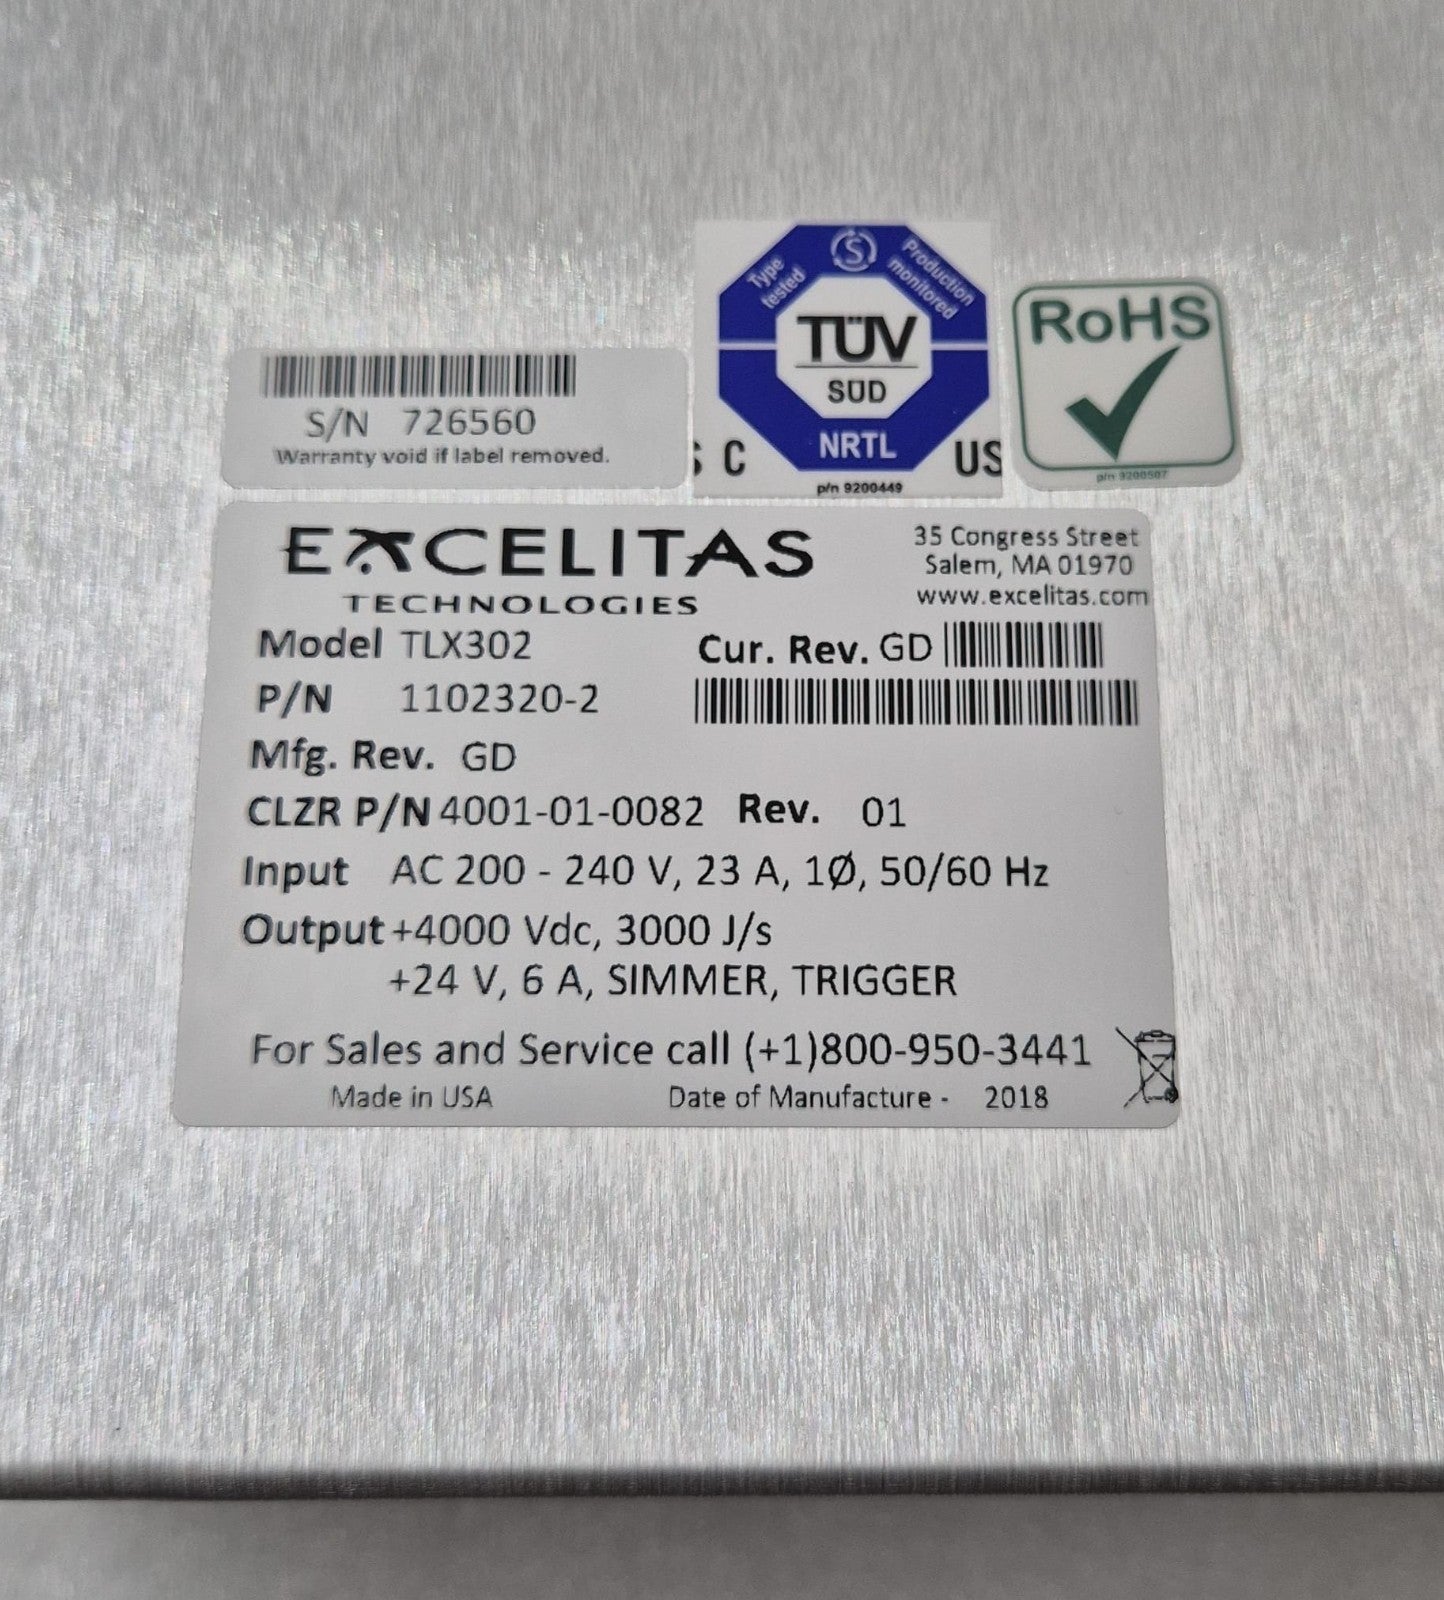 Type tested
S
Production monitored
TÜV
SÜD
NRTL
C US
p/n 9200449
RoHS
p/n 9200507
S/N 726560
Warranty void if label removed.
EXCELITAS
TECHNOLOGIES
35 Congress Street
Salem, MA 01970
www.excelitas.com
Model TLX302
Cur. Rev. GD
P/N 1102320-2
Mfg. Rev. GD
CLZR P/N 4001-01-0082 Rev. 01
Input AC 200 - 240 V, 23 A, 1Ø, 50/60 Hz
Output +4000 Vdc, 3000 J/s
+24 V, 6 A, SIMMER, TRIGGER
For Sales and Service call (+1)800-950-3441
Made in USA Date of Manufacture - 2018